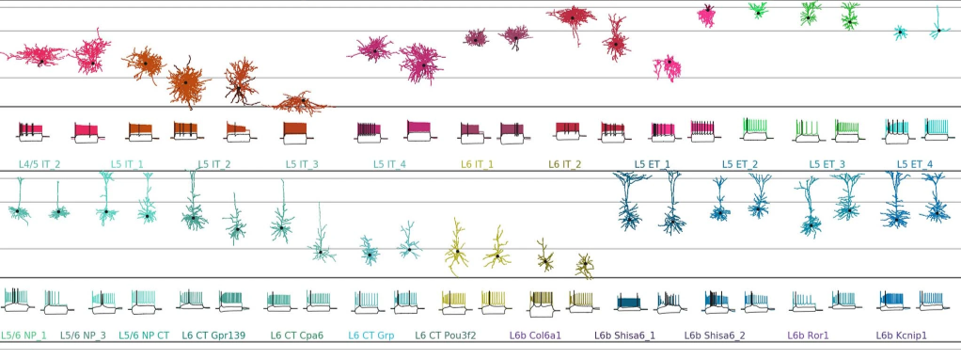 L4/5 IT_2 L5 IT_1 L5 IT_2 L5 IT_3 L5 IT_4 L6 IT_1 L6 IT_2 L5 ET_1 L5 ET_2 L5 ET_3 L5 ET_4
L5/6 NP_1 L5/6 NP_3 L5/6 NP CT L6 CT Gpr139 L6 CT Cpa6 L6 CT Grp L6 CT Pou3f2 L6b Col6a1 L6b Shisa6_1 L6b Shisa6_2 L6b Ror1 L6b Kcnip1